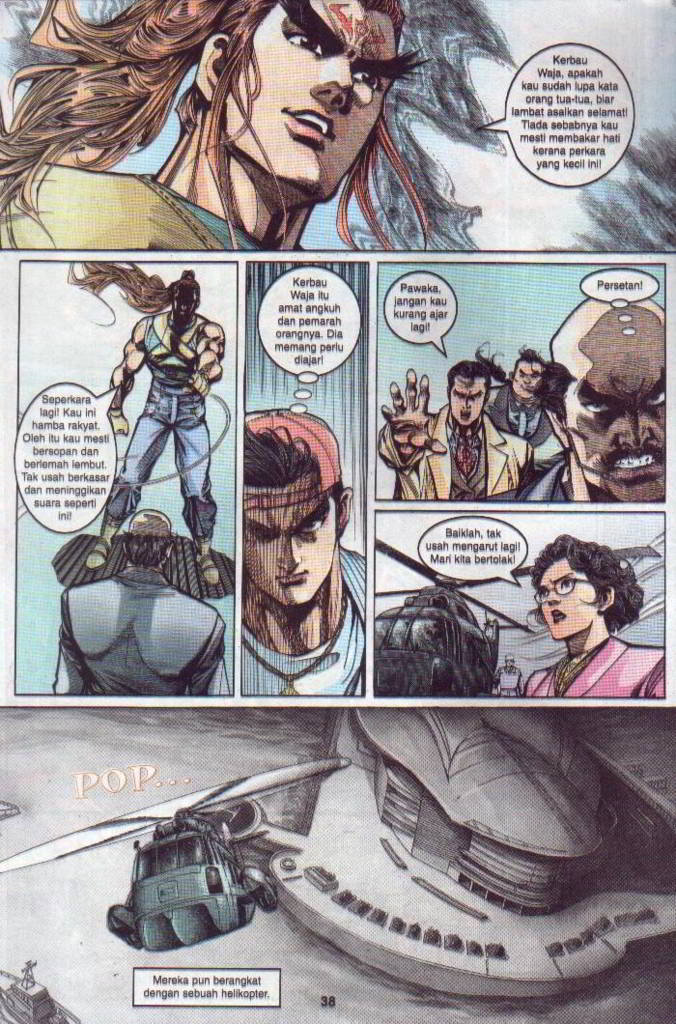 Kerbau
Waja, apakah
kau sudah lupa kata
orang tua-tua, biar
lambat asalkan selamat!
Tiada sebabnya kau
mesti membakar hati
kerana perkara
yang kecil ini!
Seperkara
lagi! Kau ini
hamba rakyat.
Oleh itu kau mesti
bersopan dan
berlemah lembut.
Tak usah berkasar
dan meninggikan
suara seperti
ini!
Kerbau
Waja itu
amat angkuh
dan pemarah
orangnya. Dia
memang perlu
diajar!
Pawaka,
jangan kau
kurang ajar
lagi!
Persetan!
Baiklah, tak
usah mengarut lagi!
Mari kita bertolak!
POP...
Mereka pun berangkat
dengan sebuah helikopter.
38